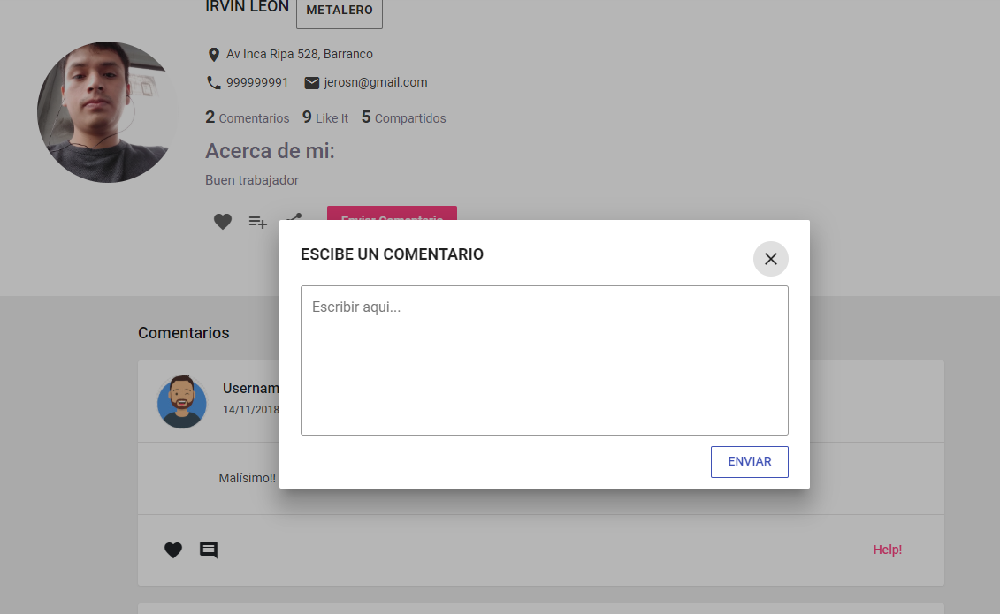 IRVIN LEON METALERO
Av Inca Ripa 528, Barranco
999999991 jerosn@gmail.com
2 Comentarios 9 Like It 5 Compartidos
Acerca de mi:
Buen trabajador
Enviar Comentario
ESCIBE UN COMENTARIO
Escribir aqui...
ENVIAR
Comentarios
Usernam
14/11/2018
Malísimo!!
Help!